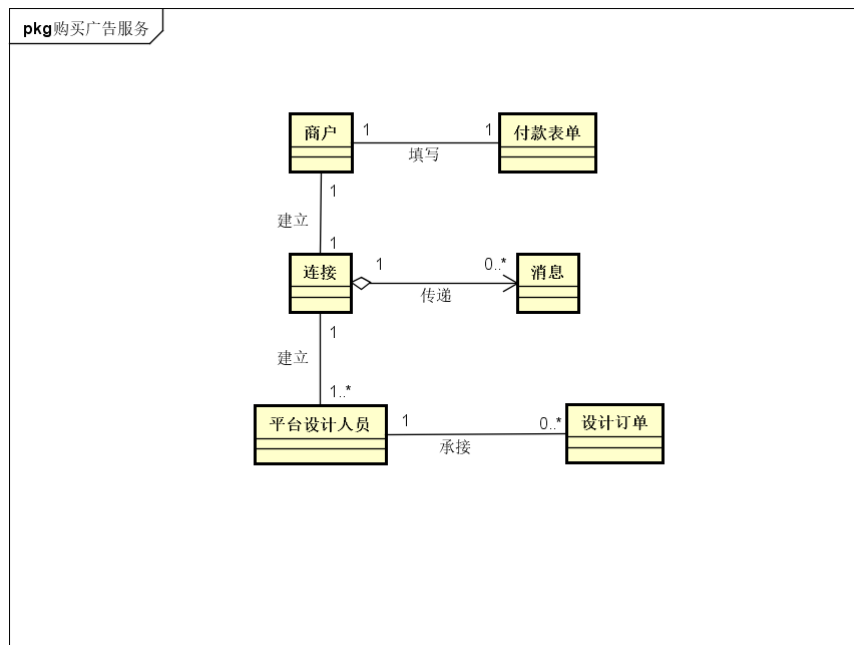 pkg购买广告服务
商户
1
1
付款表单
填写
1
建立
1
连接
1
0..*
消息
传递
1
建立
1..*
平台设计人员
1
0..*
设计订单
承接